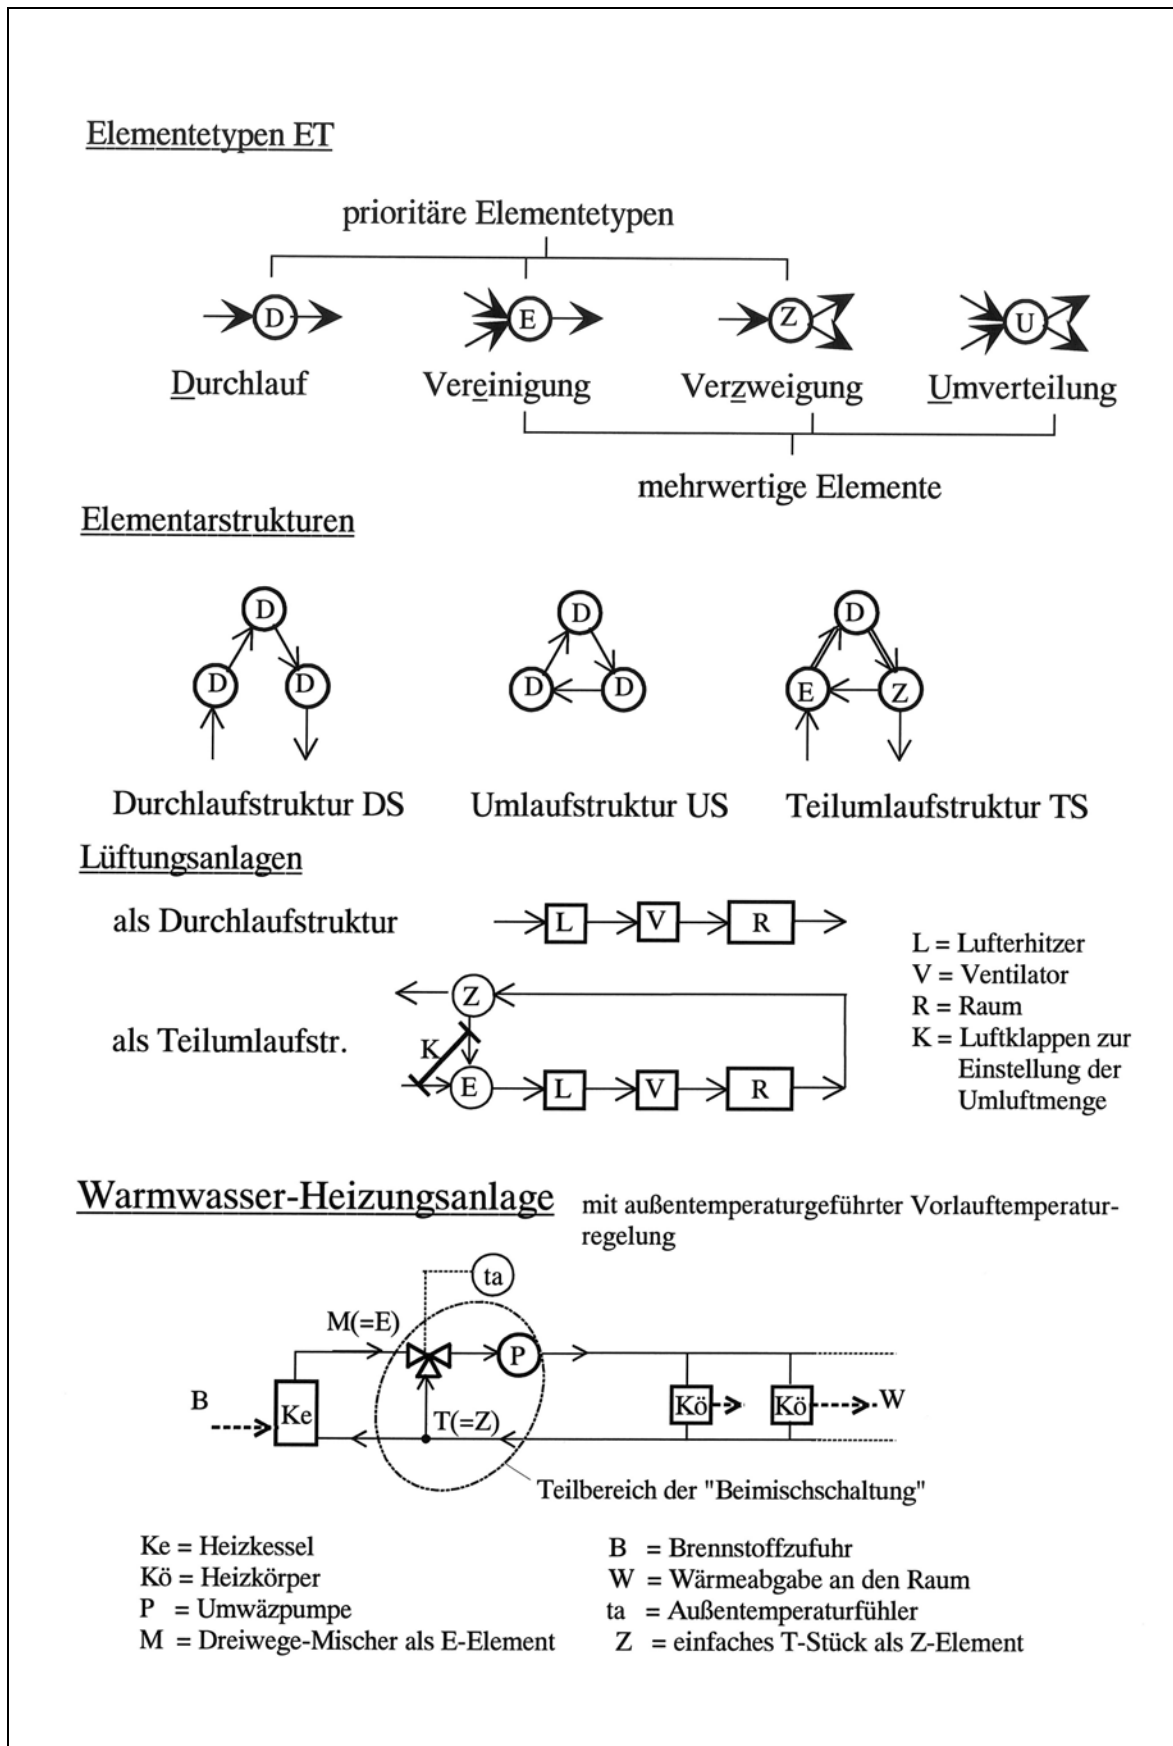 Elementetypen ET
prioritäre Elementetypen
D E Z U
Durchlauf Vereinigung Verzweigung Umverteilung
mehrwertige Elemente
Elementarstrukturen
D D D
D D D D E Z
Durchlaufstruktur DS Umlaufstruktur US Teilumlaufstruktur TS
Lüftungsanlagen
als Durchlaufstruktur L V R
L = Lufterhitzer
V = Ventilator
R = Raum
K = Luftklappen zur
Einstellung der
Umluftmenge
Z
als Teilumlaufstr. K
E L V R
Warmwasser-Heizungsanlage mit außentemperaturgeführter Vorlauftemperatur-
regelung
ta
M(=E)
P
B Ke T(=Z) Kö Kö W
Teilbereich der "Beimischschaltung"
Ke = Heizkessel
Kö = Heizkörper
P = Umwäzpumpe
M = Dreiwege-Mischer als E-Element
B = Brennstoffzufuhr
W = Wärmeabgabe an den Raum
ta = Außentemperaturfühler
Z = einfaches T-Stück als Z-Element